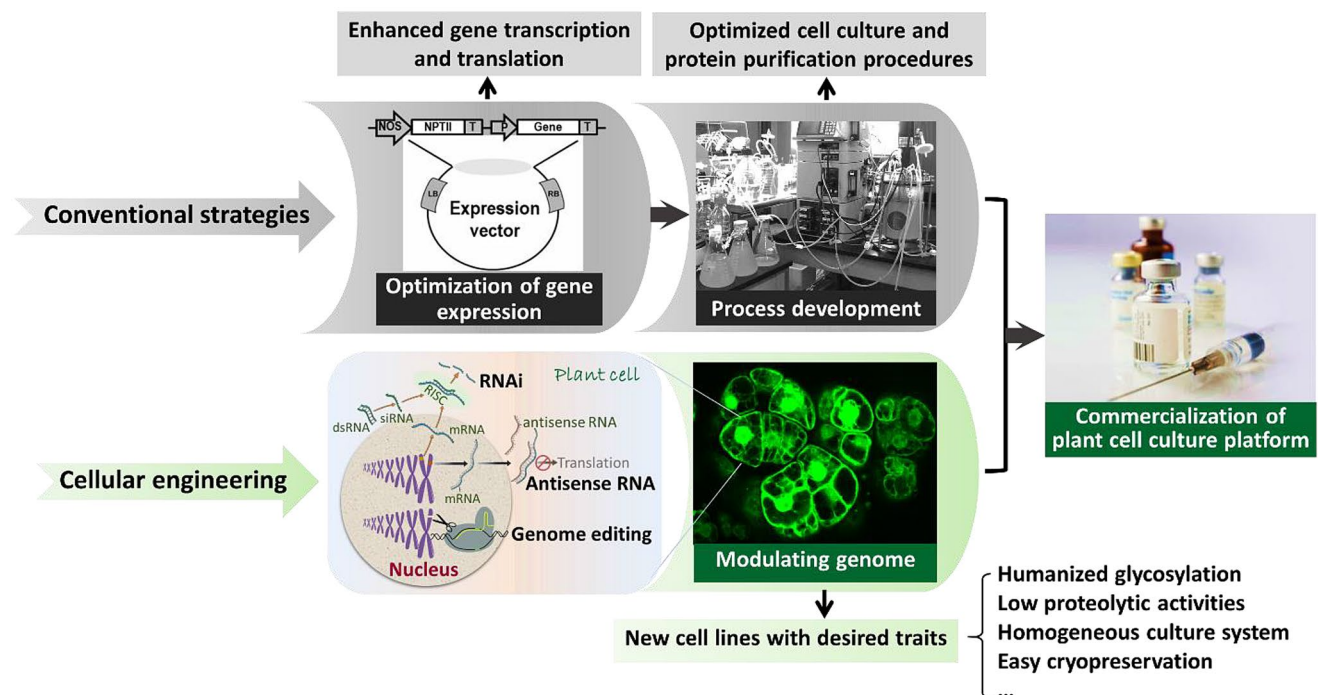 Enhanced gene transcription
and translation
Optimized cell culture and
protein purification procedures
Conventional strategies
NOS
NPTII
T
P
Gene
T
LB
RB
Expression
vector
Optimization of gene
expression
Process development
Cellular engineering
Plant cell
RNAi
RISC
siRNA
dsRNA
mRNA
antisense RNA
Translation
Antisense RNA
mRNA
Genome editing
Nucleus
Modulating genome
Commercialization of
plant cell culture platform
New cell lines with desired traits
Humanized glycosylation
Low proteolytic activities
Homogeneous culture system
Easy cryopreservation
...